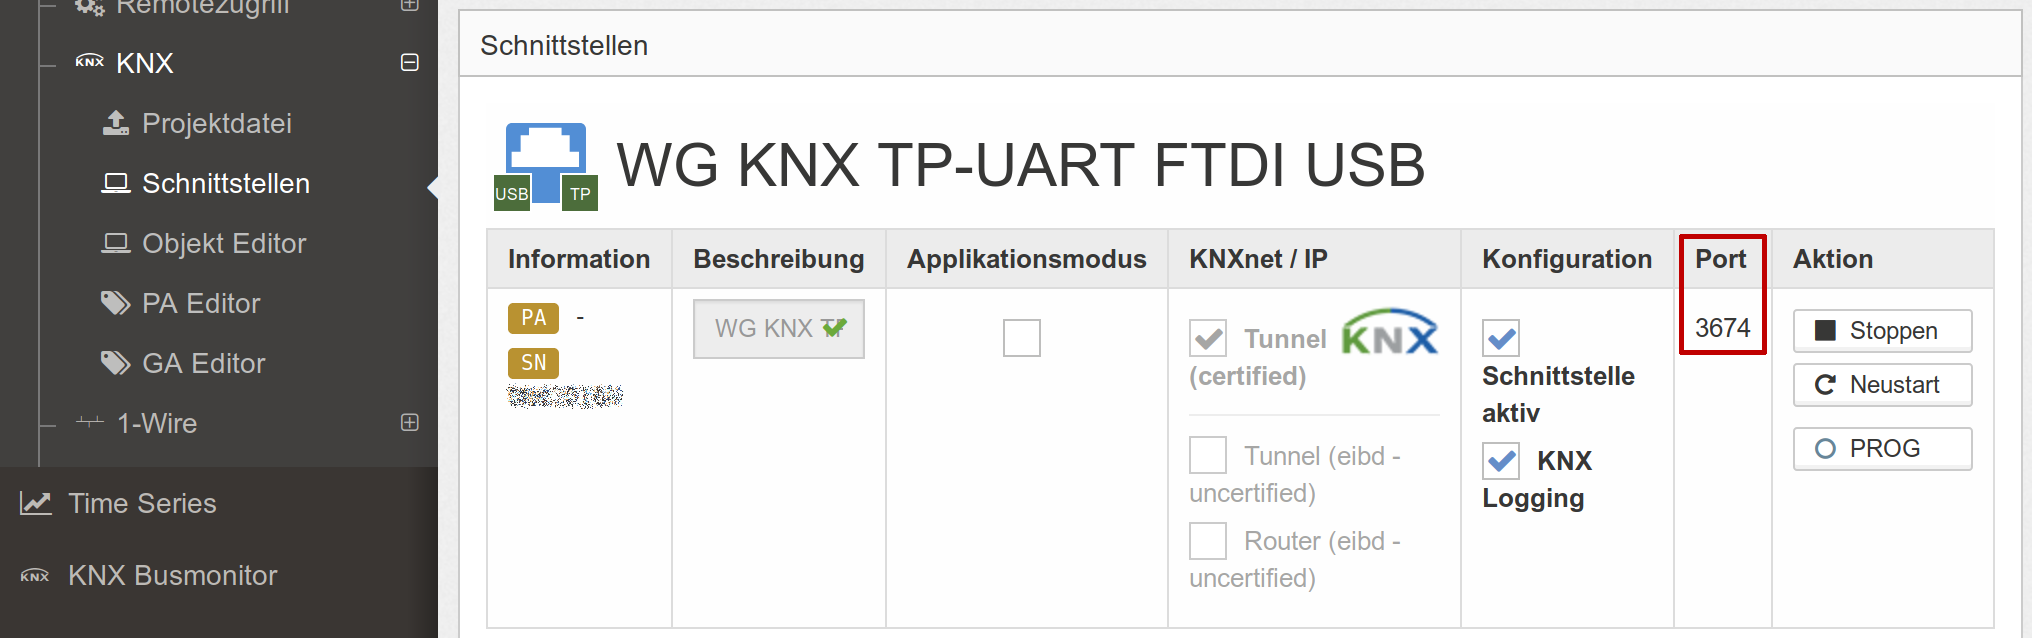 Remotezugriff
KNX KNX
Projektdatei
Schnittstellen
Objekt Editor
PA Editor
GA Editor
1-Wire
Time Series
KNX KNX Busmonitor
Schnittstellen
USB TP WG KNX TP-UART FTDI USB
Information Beschreibung Applikationsmodus KNXnet / IP Konfiguration Port Aktion
PA -
SN
WG KNX
Tunnel KNX
(certified)
Tunnel (eibd -
uncertified)
Router (eibd -
uncertified)
Schnittstelle
aktiv
KNX
Logging
3674
Stoppen
Neustart
PROG